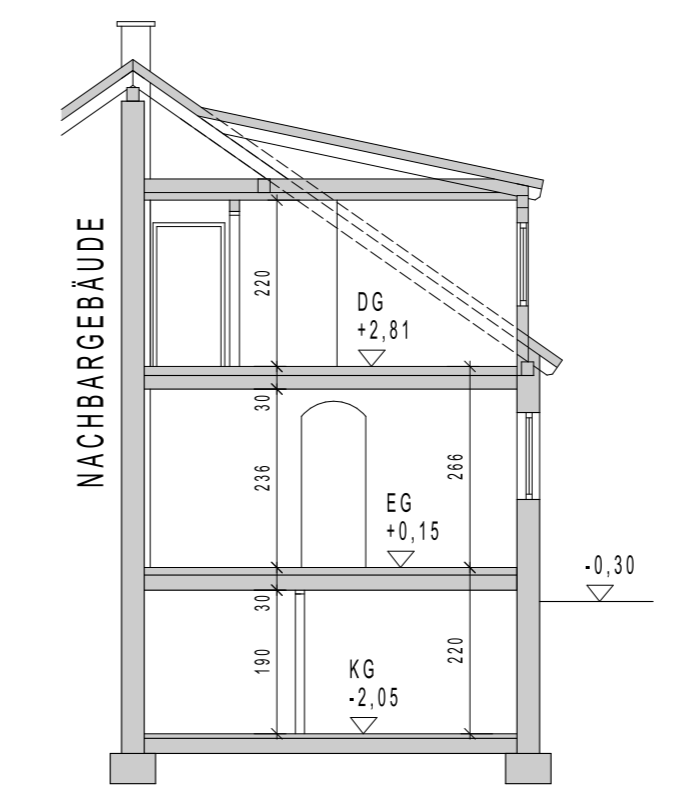 NACHBARGEBÄUDE
220
DG
+2,81
30
236
266
EG
+0,15
-0,30
30
190
220
KG
-2,05